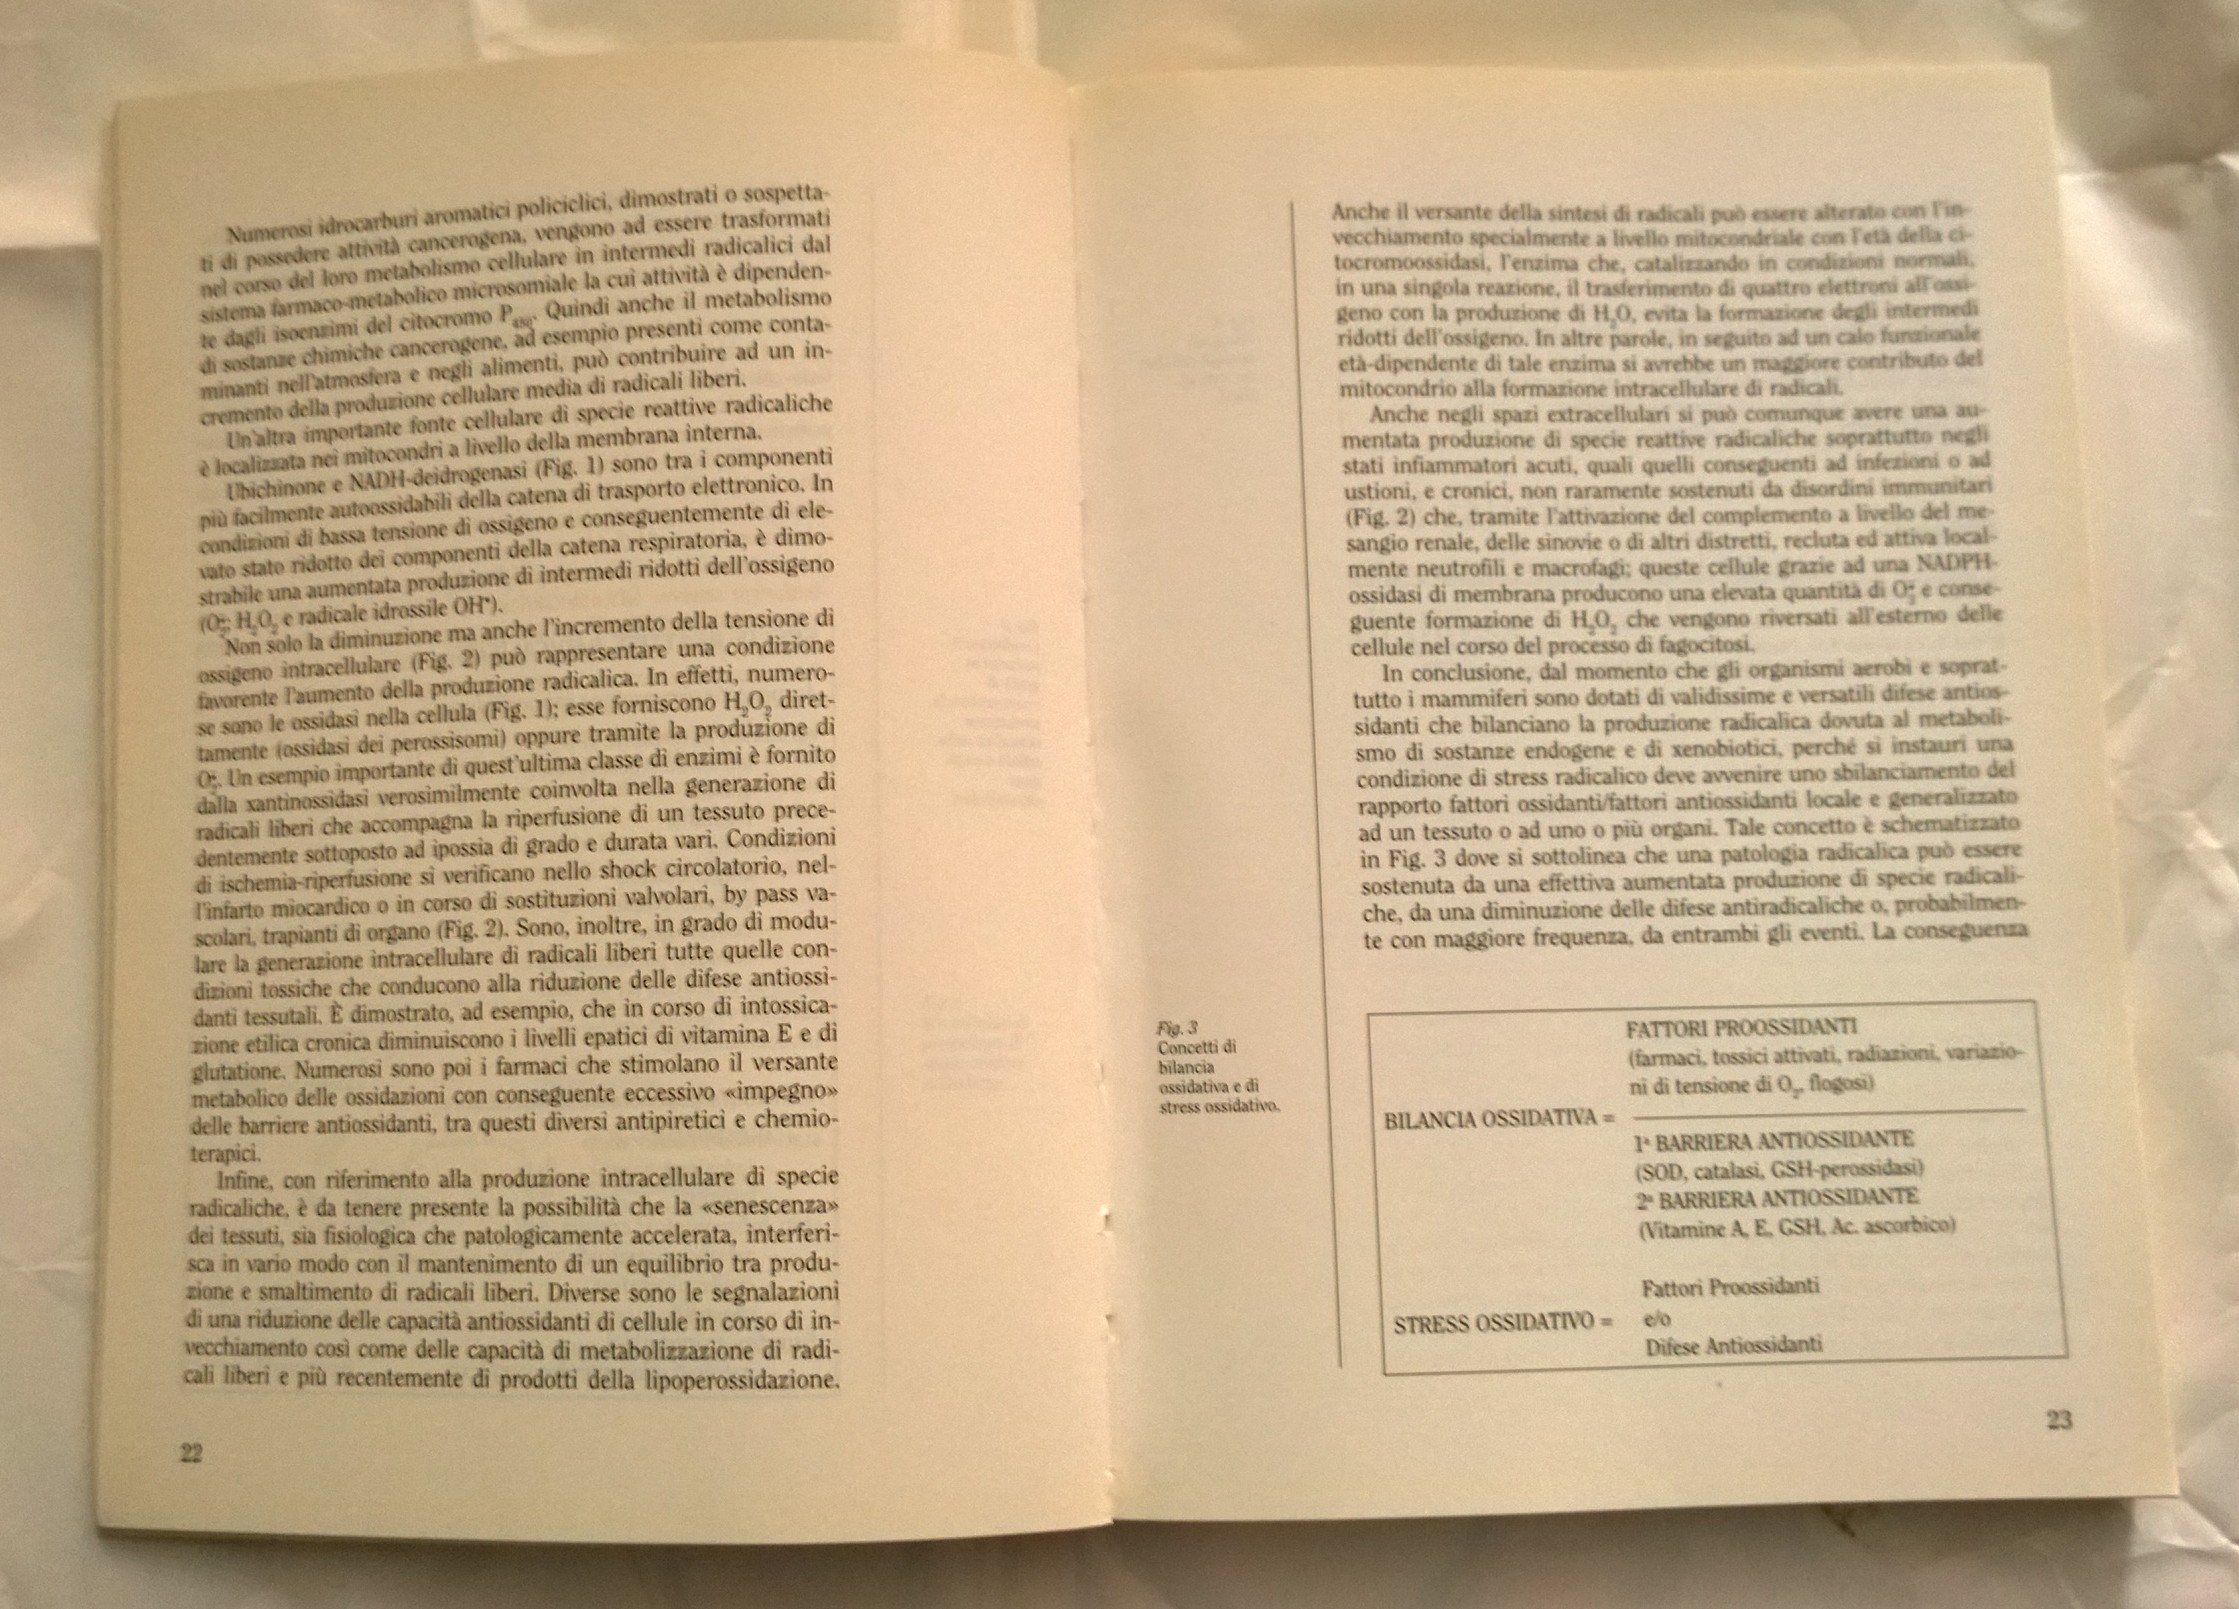 Numerosi idrocarburi aromatici policiclici, dimostrati o sospetta-
ti di possedere attività cancerogena, vengono ad essere trasformati
nel corso del loro metabolismo cellulare in intermedi radicalici dal
sistema farmaco-metabolico microsomiale la cui attività è dipenden-
te dagli isoenzimi del citocromo P₄₅₀. Quindi anche il metabolismo
di sostanze chimiche cancerogene, ad esempio presenti come conta-
minanti nell'atmosfera e negli alimenti, può contribuire ad un in-
cremento della produzione cellulare media di radicali liberi.
Un'altra importante fonte cellulare di specie reattive radicaliche
è localizzata nei mitocondri a livello della membrana interna.
Ubichinone e NADH-deidrogenasi (Fig. 1) sono tra i componenti
più facilmente autoossidabili della catena di trasporto elettronico. In
condizioni di bassa tensione di ossigeno e conseguentemente di ele-
vato stato ridotto dei componenti della catena respiratoria, è dimo-
strabile una aumentata produzione di intermedi ridotti dell'ossigeno
(O₂⁻; H₂O₂ e radicale idrossile OH•).
Non solo la diminuzione ma anche l'incremento della tensione di
ossigeno intracellulare (Fig. 2) può rappresentare una condizione
favorente l'aumento della produzione radicalica. In effetti, numero-
se sono le ossidasi nella cellula (Fig. 1); esse forniscono H₂O₂ diret-
tamente (ossidasi dei perossisomi) oppure tramite la produzione di
O₂⁻. Un esempio importante di quest'ultima classe di enzimi è fornito
dalla xantinossidasi verosimilmente coinvolta nella generazione di
radicali liberi che accompagna la riperfusione di un tessuto prece-
dentemente sottoposto ad ipossia di grado e durata vari. Condizioni
di ischemia-riperfusione si verificano nello shock circolatorio, nel-
l'infarto miocardico o in corso di sostituzioni valvolari, by pass va-
scolari, trapianti di organo (Fig. 2). Sono, inoltre, in grado di modu-
lare la generazione intracellulare di radicali liberi tutte quelle con-
dizioni tossiche che conducono alla riduzione delle difese antiossi-
danti tessutali. È dimostrato, ad esempio, che in corso di intossica-
zione etilica cronica diminuiscono i livelli epatici di vitamina E e di
glutatione. Numerosi sono poi i farmaci che stimolano il versante
metabolico delle ossidazioni con conseguente eccessivo «impegno»
delle barriere antiossidanti, tra questi diversi antipiretici e chemio-
terapici.
Infine, con riferimento alla produzione intracellulare di specie
radicaliche, è da tenere presente la possibilità che la «senescenza»
dei tessuti, sia fisiologica che patologicamente accelerata, interferi-
sca in vario modo con il mantenimento di un equilibrio tra produ-
zione e smaltimento di radicali liberi. Diverse sono le segnalazioni
di una riduzione delle capacità antiossidanti di cellule in corso di in-
vecchiamento così come delle capacità di metabolizzazione di radi-
cali liberi e più recentemente di prodotti della lipoperossidazione.
22
Anche il versante della sintesi di radicali può essere alterato con l'in-
vecchiamento specialmente a livello mitocondriale con l'età della ci-
tocromoossidasi, l'enzima che, catalizzando in condizioni normali,
in una singola reazione, il trasferimento di quattro elettroni all'ossi-
geno con la produzione di H₂O, evita la formazione degli intermedi
ridotti dell'ossigeno. In altre parole, in seguito ad un calo funzionale
età-dipendente di tale enzima si avrebbe un maggiore contributo del
mitocondrio alla formazione intracellulare di radicali.
Anche negli spazi extracellulari si può comunque avere una au-
mentata produzione di specie reattive radicaliche soprattutto negli
stati infiammatori acuti, quali quelli conseguenti ad infezioni o ad
ustioni, e cronici, non raramente sostenuti da disordini immunitari
(Fig. 2) che, tramite l'attivazione del complemento a livello del me-
sangio renale, delle sinovie o di altri distretti, recluta ed attiva local-
mente neutrofili e macrofagi; queste cellule grazie ad una NADPH-
ossidasi di membrana producono una elevata quantità di O₂⁻ e conse-
guente formazione di H₂O₂ che vengono riversati all'esterno delle
cellule nel corso del processo di fagocitosi.
In conclusione, dal momento che gli organismi aerobi e soprat-
tutto i mammiferi sono dotati di validissime e versatili difese antios-
sidanti che bilanciano la produzione radicalica dovuta al metaboli-
smo di sostanze endogene e di xenobiotici, perché si instauri una
condizione di stress radicalico deve avvenire uno sbilanciamento del
rapporto fattori ossidanti/fattori antiossidanti locale e generalizzato
ad un tessuto o ad uno o più organi. Tale concetto è schematizzato
in Fig. 3 dove si sottolinea che una patologia radicalica può essere
sostenuta da una effettiva aumentata produzione di specie radicali-
che, da una diminuzione delle difese antiradicaliche o, probabilmen-
te con maggiore frequenza, da entrambi gli eventi. La conseguenza
Fig. 3
Concetti di
bilancia
ossidativa e di
stress ossidativo.
FATTORI PROOSSIDANTI
(farmaci, tossici attivati, radiazioni, variazio-
ni di tensione di O₂, flogosi)
BILANCIA OSSIDATIVA =
1ª BARRIERA ANTIOSSIDANTE
(SOD, catalasi, GSH-perossidasi)
2ª BARRIERA ANTIOSSIDANTE
(Vitamine A, E, GSH, Ac. ascorbico)
Fattori Proossidanti
STRESS OSSIDATIVO = e/o
Difese Antiossidanti
23